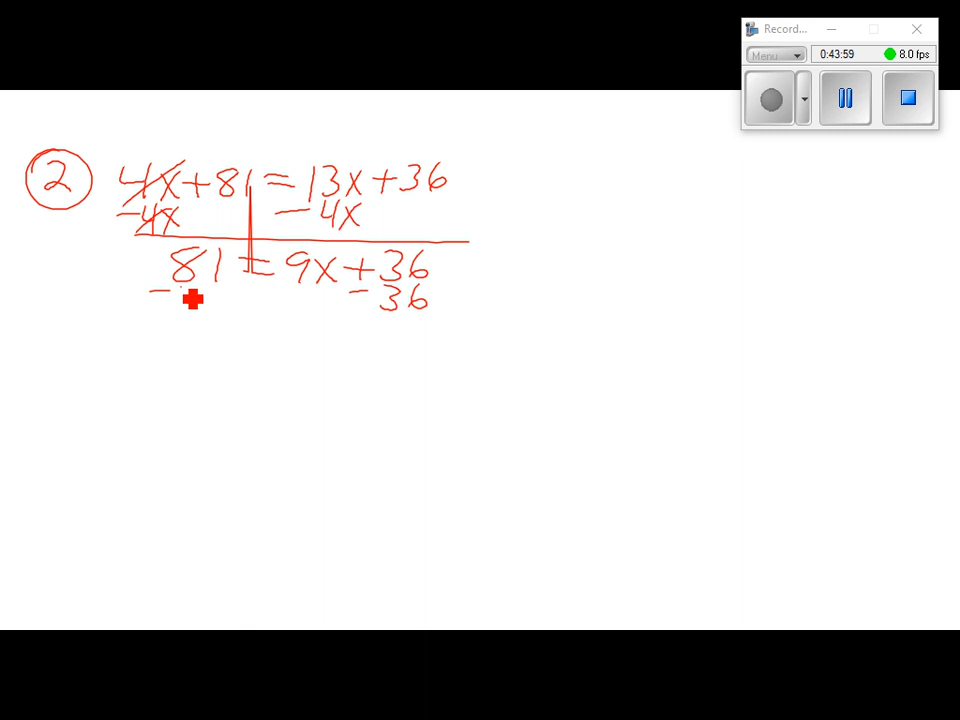 Record...
Menu
0:43:59
8.0 fps
2
4x+81=13x+36
-4x -4x
81=9x+36
- -36